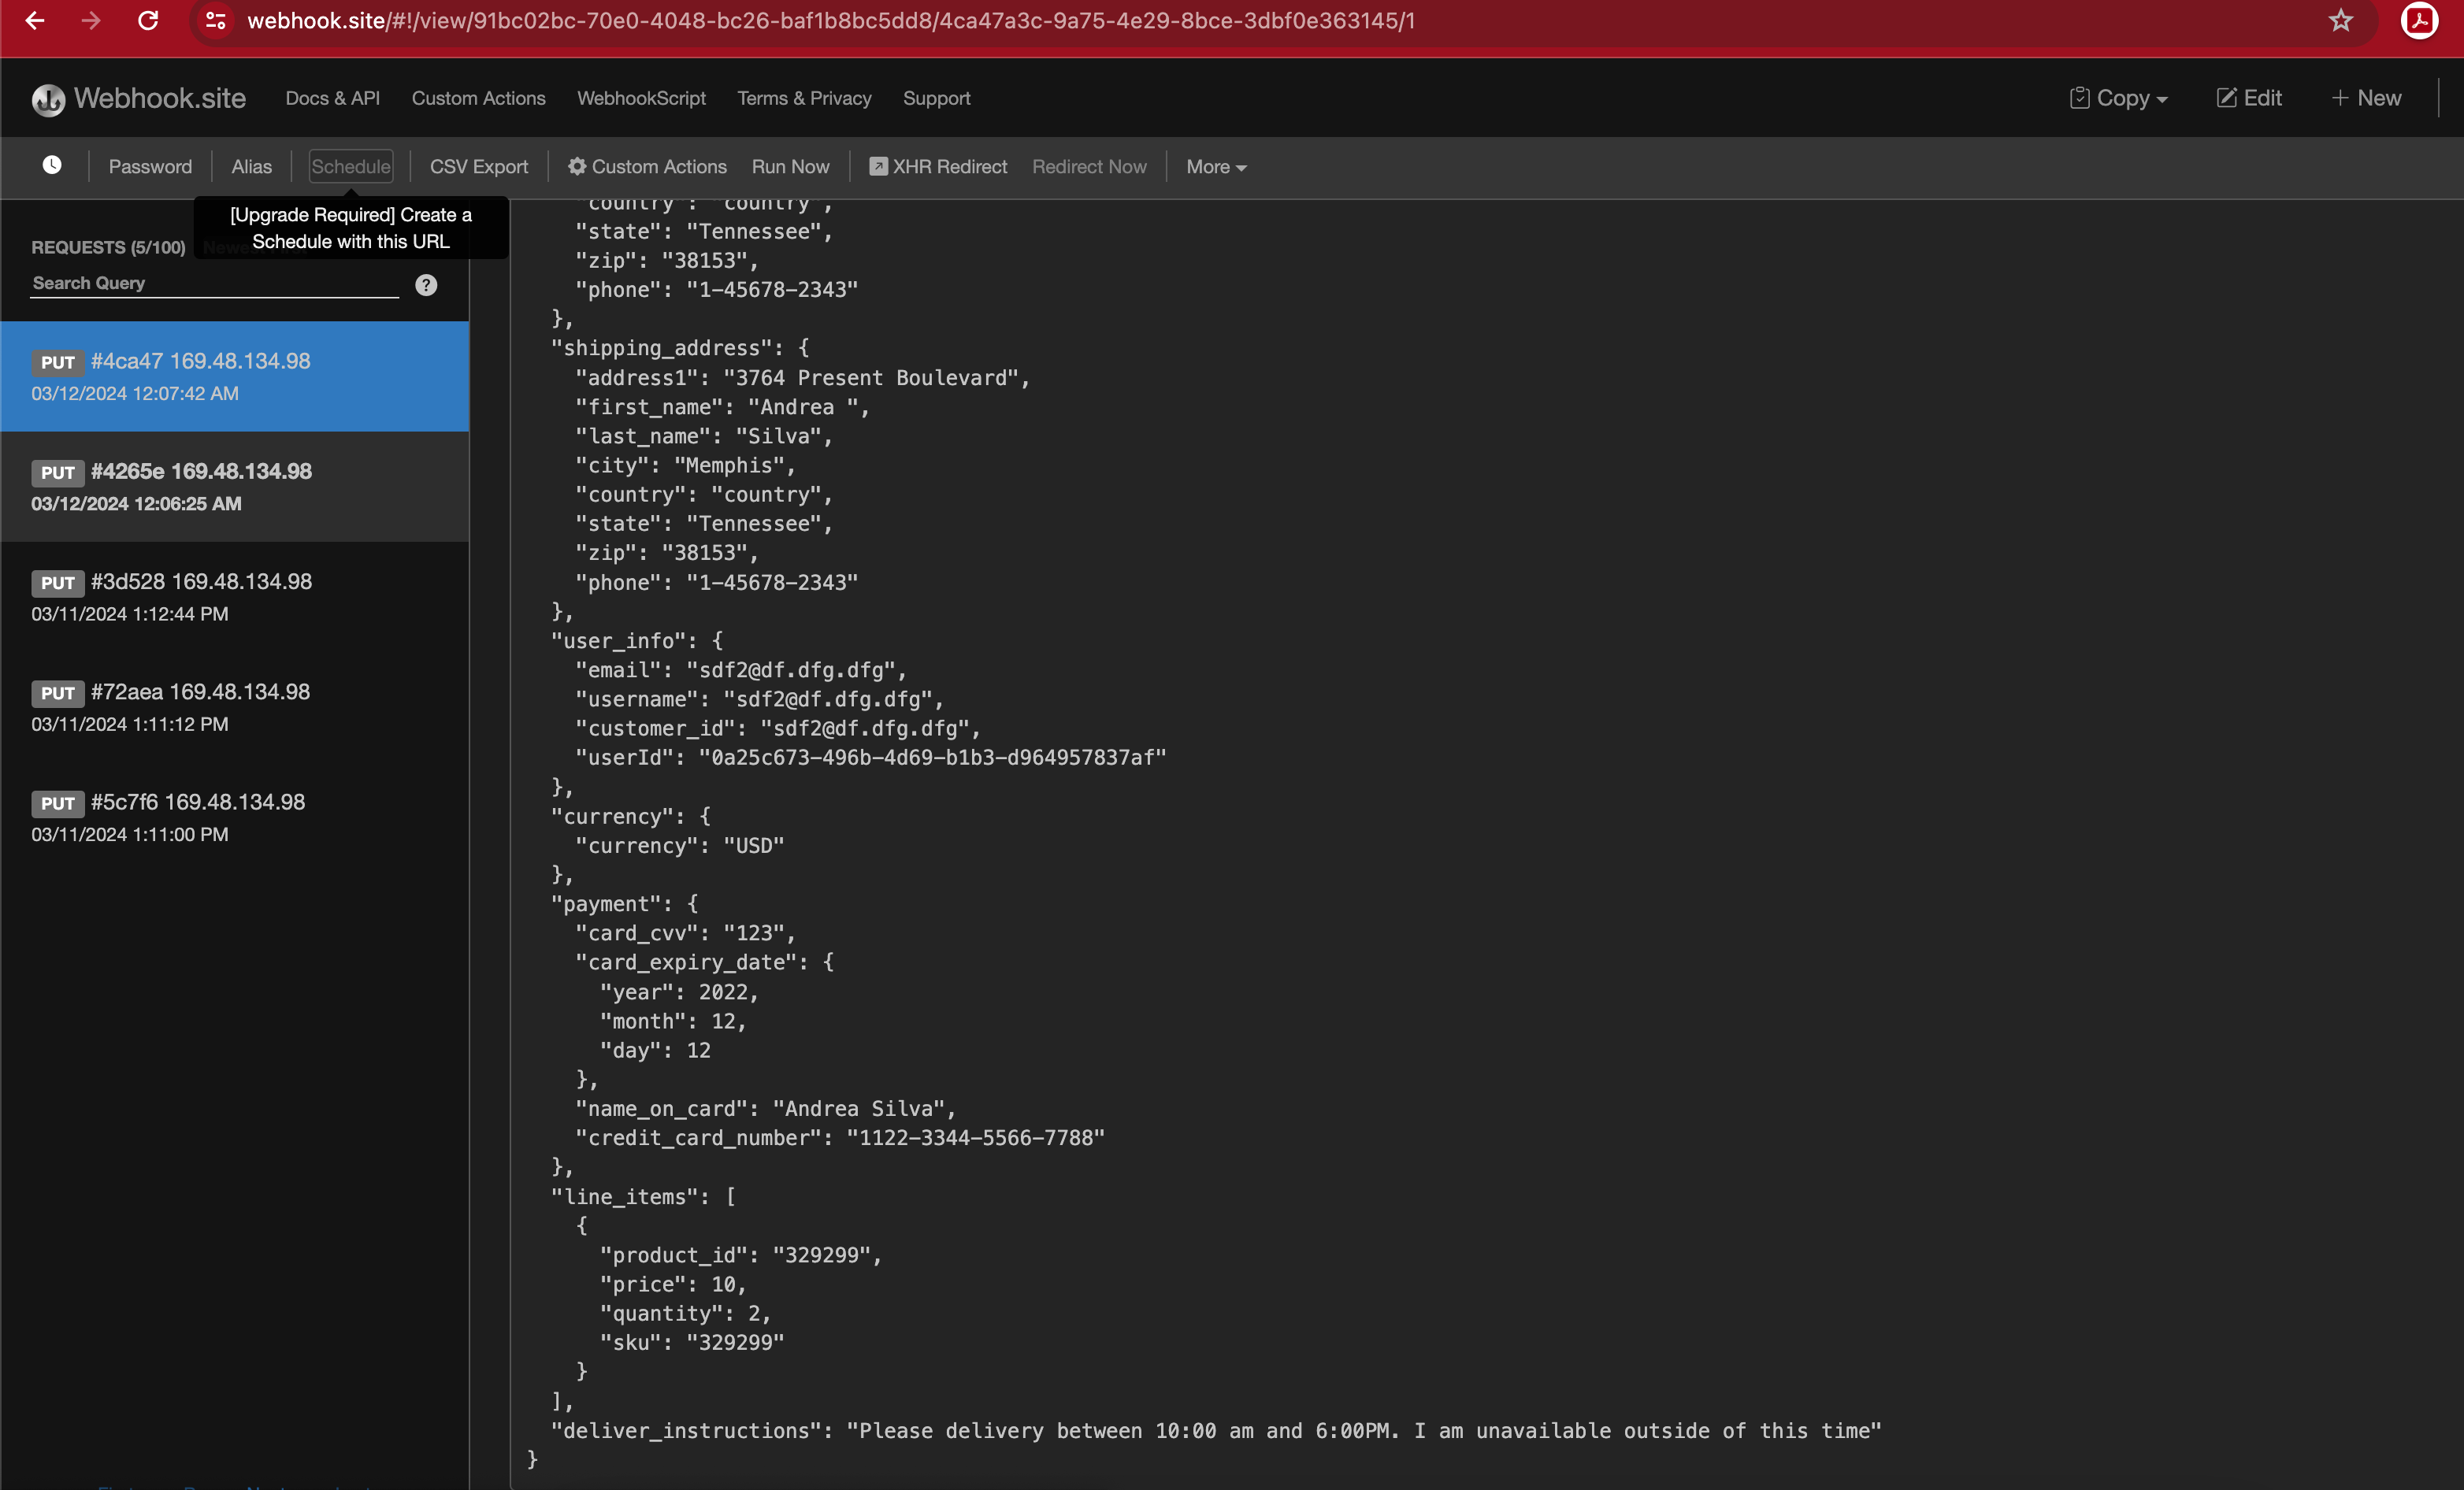 webhook.site/#!/view/91bc02bc-70e0-4048-bc26-baf1b8bc5dd8/4ca47a3c-9a75-4e29-8bce-3dbf0e363145/1
Webhook.site Docs & API Custom Actions WebhookScript Terms & Privacy Support Copy Edit + New
Password Alias Schedule CSV Export Custom Actions Run Now XHR Redirect Redirect Now More
[Upgrade Required] Create a
Schedule with this URL
REQUESTS (5/100)
Search Query ?
PUT #4ca47 169.48.134.98
03/12/2024 12:07:42 AM
PUT #4265e 169.48.134.98
03/12/2024 12:06:25 AM
PUT #3d528 169.48.134.98
03/11/2024 1:12:44 PM
PUT #72aea 169.48.134.98
03/11/2024 1:11:12 PM
PUT #5c7f6 169.48.134.98
03/11/2024 1:11:00 PM
"country": "country",
"state": "Tennessee",
"zip": "38153",
"phone": "1-45678-2343"
},
"shipping_address": {
"address1": "3764 Present Boulevard",
"first_name": "Andrea ",
"last_name": "Silva",
"city": "Memphis",
"country": "country",
"state": "Tennessee",
"zip": "38153",
"phone": "1-45678-2343"
},
"user_info": {
"email": "sdf2@df.dfg.dfg",
"username": "sdf2@df.dfg.dfg",
"customer_id": "sdf2@df.dfg.dfg",
"userId": "0a25c673-496b-4d69-b1b3-d964957837af"
},
"currency": {
"currency": "USD"
},
"payment": {
"card_cvv": "123",
"card_expiry_date": {
"year": 2022,
"month": 12,
"day": 12
},
"name_on_card": "Andrea Silva",
"credit_card_number": "1122-3344-5566-7788"
},
"line_items": [
{
"product_id": "329299",
"price": 10,
"quantity": 2,
"sku": "329299"
}
],
"deliver_instructions": "Please delivery between 10:00 am and 6:00PM. I am unavailable outside of this time"
}